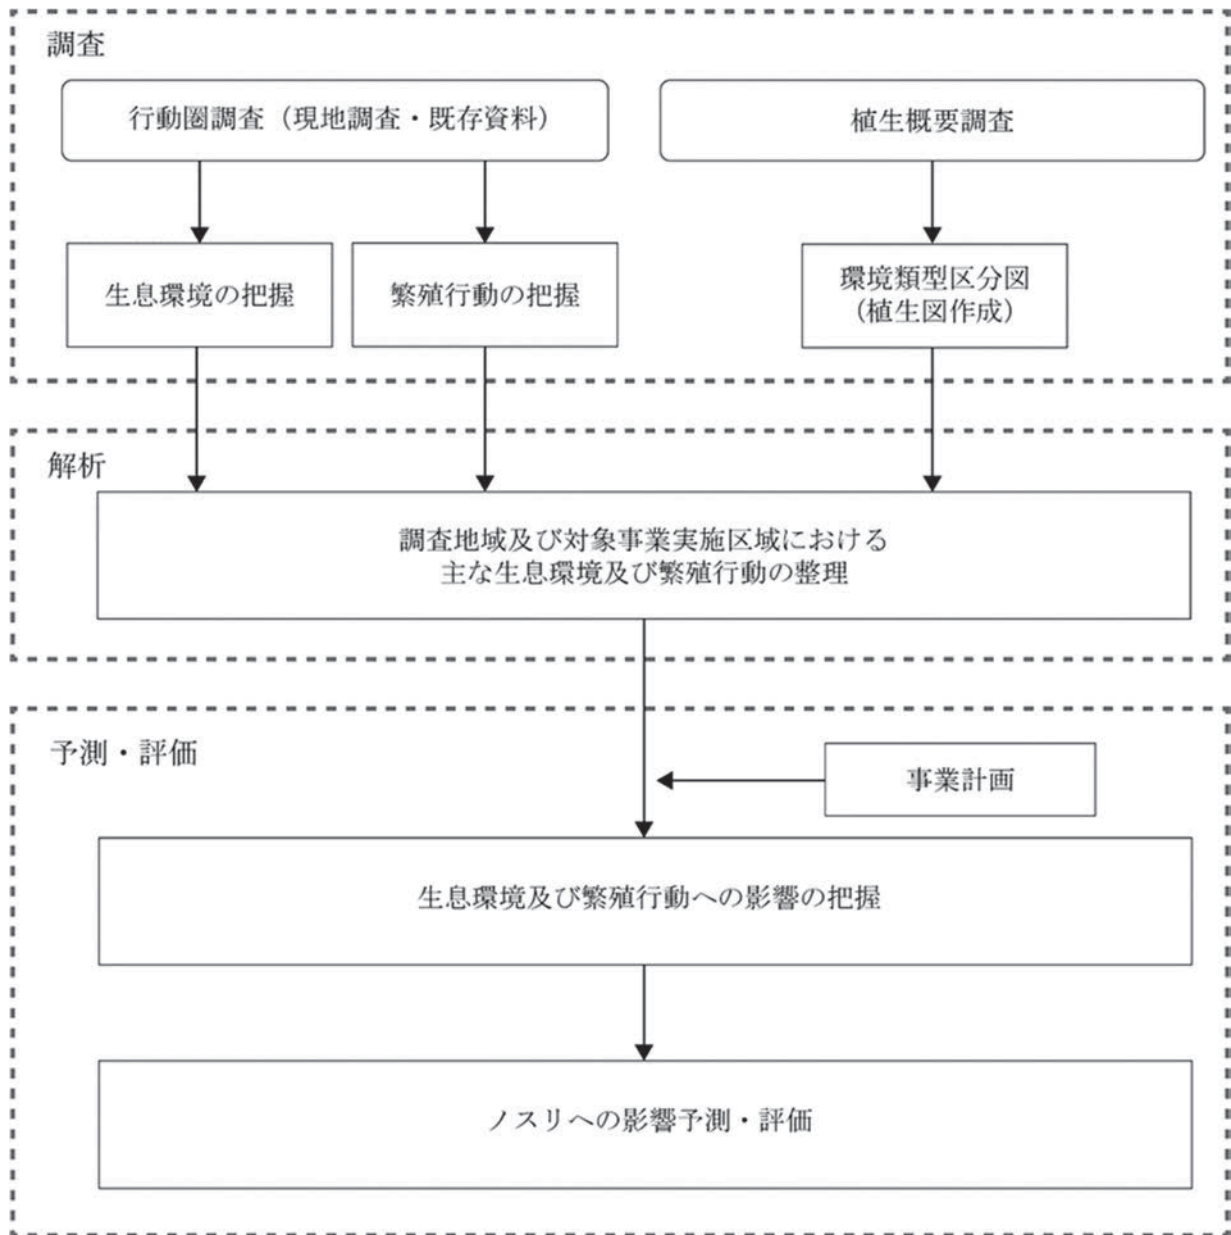 調査
行動圏調査（現地調査・既存資料）
植生概要調査
生息環境の把握
繁殖行動の把握
環境類型区分図
（植生図作成）
解析
調査地域及び対象事業実施区域における
主な生息環境及び繁殖行動の整理
予測・評価
事業計画
生息環境及び繁殖行動への影響の把握
ノスリへの影響予測・評価